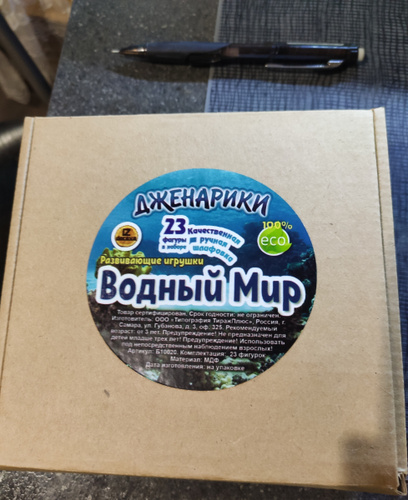 ДЖЕНАРИКИ
23
фигуры
в наборе
Качественная
ручная
шлифовка
100%
eco
Развивающие игрушки
Водный Мир
Товар сертифицирован. Срок годности: не ограничен.
Изготовитель: ООО «Типография ТиражПлюс», Россия, г.
Самара, ул. Губанова, д. 3, оф. 325. Рекомендуемый
возраст: от 3 лет. Предупреждение! Не предназначен для
детей младше трех лет! Предупреждение! Использовать
под непосредственным наблюдением взрослых!
Артикул: Б10620. Комплектация: 23 фигурок
Материал: МДФ
Дата изготовления: на упаковке